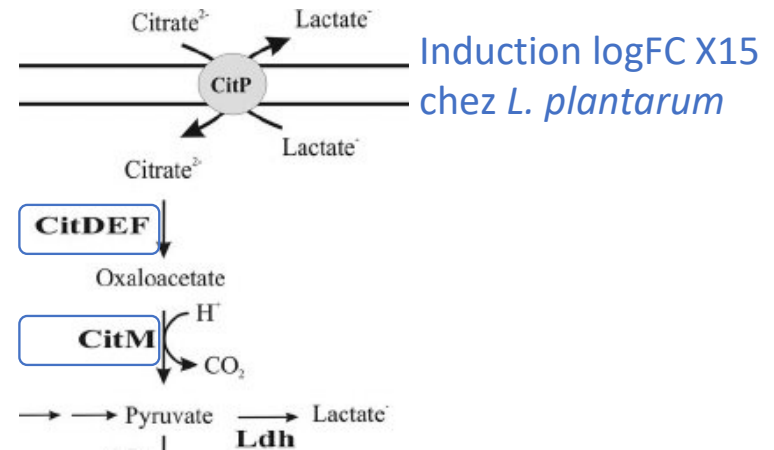 Citrate²⁻ Lactate⁻
Induction logFC X15
chez L. plantarum
CitP
Lactate⁻
Citrate²⁻
CitDEF
Oxaloacetate
H⁺
CitM
CO₂
Pyruvate Lactate⁻
Ldh